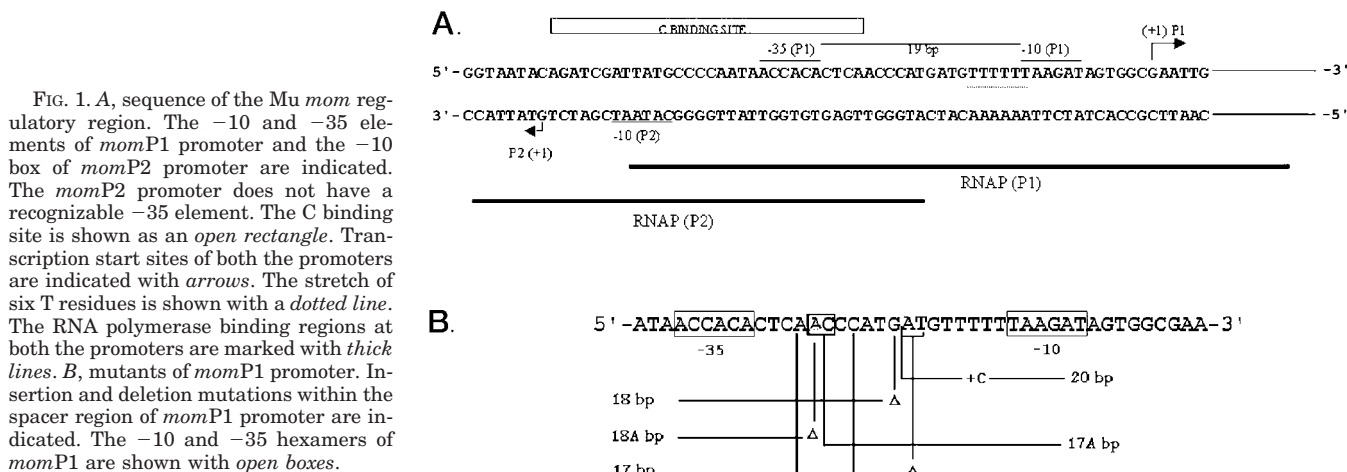 FIG. 1. A, sequence of the Mu mom reg-
ulatory region. The −10 and −35 ele-
ments of momP1 promoter and the −10
box of momP2 promoter are indicated.
The momP2 promoter does not have a
recognizable −35 element. The C binding
site is shown as an open rectangle. Tran-
scription start sites of both the promoters
are indicated with arrows. The stretch of
six T residues is shown with a dotted line.
The RNA polymerase binding regions at
both the promoters are marked with thick
lines. B, mutants of momP1 promoter. In-
sertion and deletion mutations within the
spacer region of momP1 promoter are in-
dicated. The −10 and −35 hexamers of
momP1 are shown with open boxes.
A.
C BINDING SITE
-35 (P1) 19 bp -10 (P1) (+1) P1
5'-GGTAATACAGATCGATTATGCCCCAATAACCACACTCAACCCATGATGTTTTTTAAGATAGTGGCGAATTG -3'
3'-CCATTATGTCTAGCTAATACGGGGTTATTGGTGTGAGTTGGGTACTACAAAAAATTCTATCACCGCTTAAC -5'
P2 (+1) -10 (P2)
RNAP (P1)
RNAP (P2)
B.
5'-ATAACCACACTCAACCCATGATGTTTTTTAAGATAGTGGCGAA-3'
-35 -10
+C 20 bp
18 bp Δ
18A bp Δ
17A bp
17 bp Δ